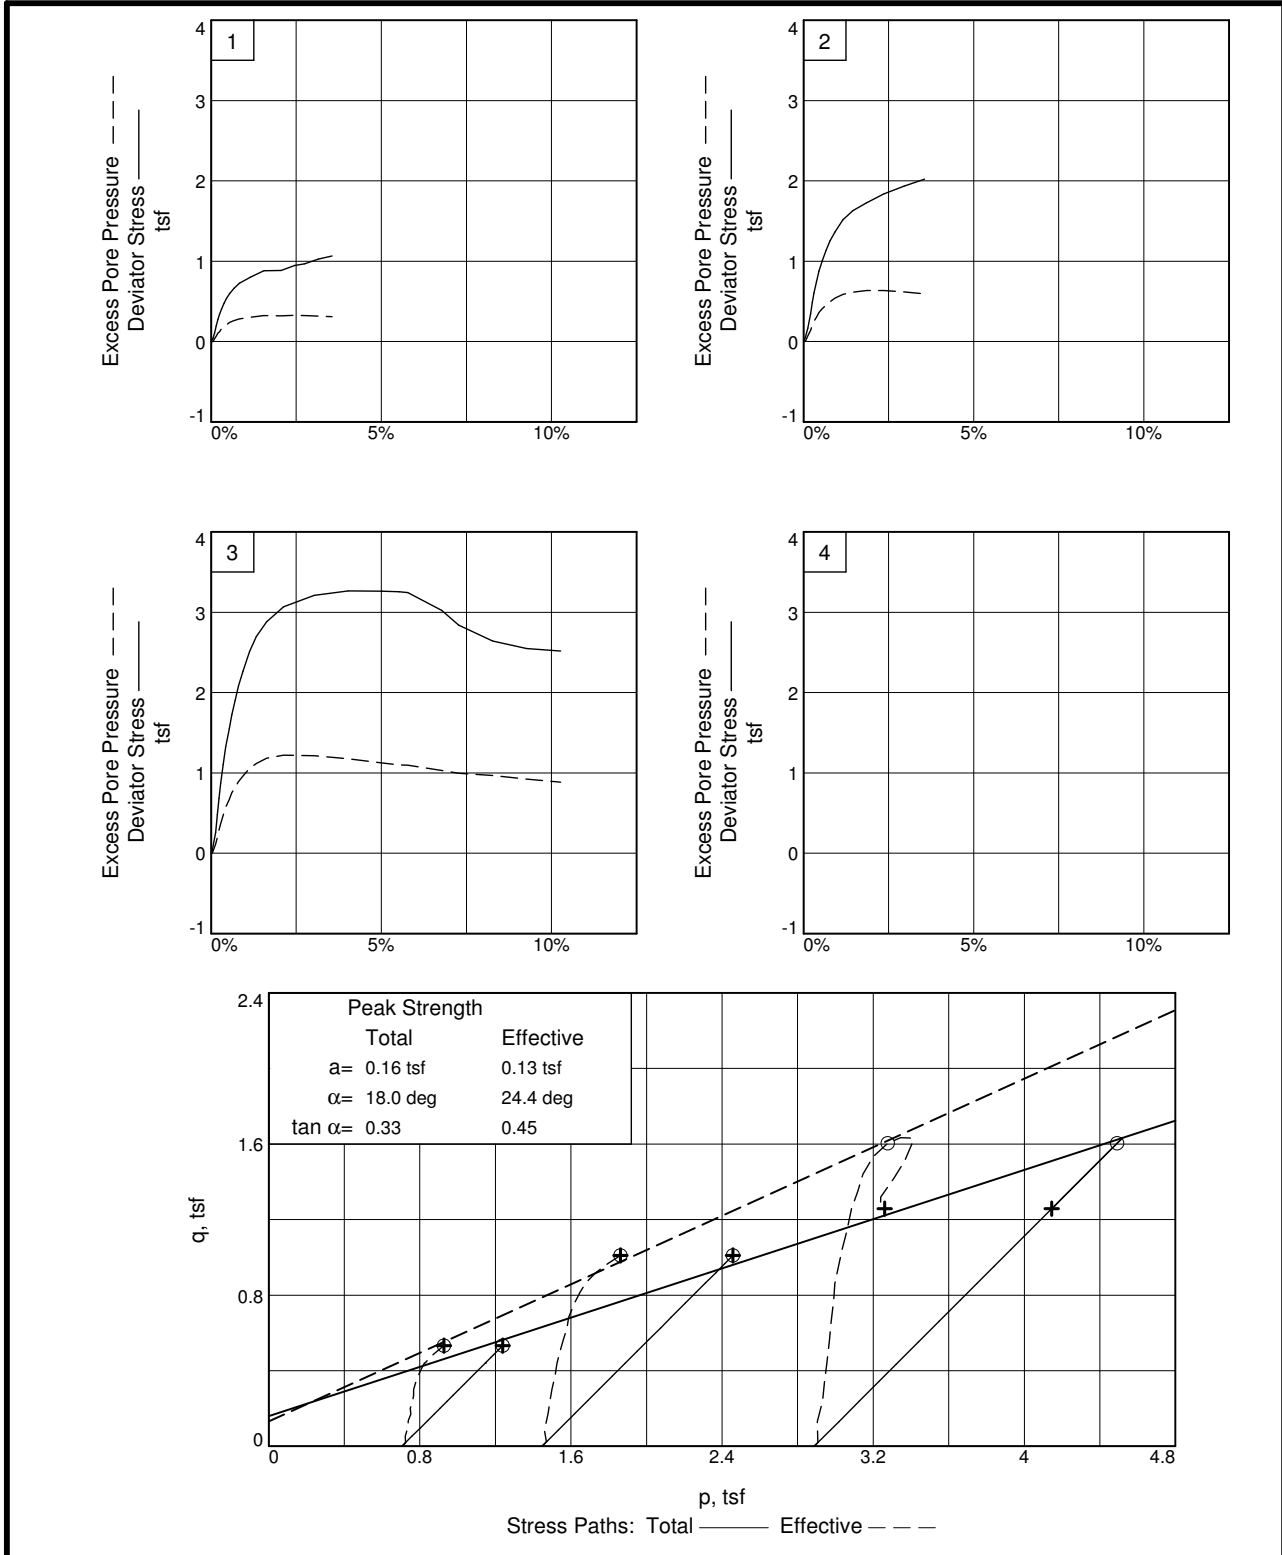 1
4
3
2
1
0
-1
0%
5%
10%
Excess Pore Pressure
Deviator Stress
tsf
2
4
3
2
1
0
-1
0%
5%
10%
Excess Pore Pressure
Deviator Stress
tsf
3
4
3
2
1
0
-1
0%
5%
10%
Excess Pore Pressure
Deviator Stress
tsf
4
4
3
2
1
0
-1
0%
5%
10%
Excess Pore Pressure
Deviator Stress
tsf
Peak Strength
Total Effective
a= 0.16 tsf 0.13 tsf
α= 18.0 deg 24.4 deg
tan α= 0.33 0.45
2.4
1.6
0.8
0
q, tsf
0 0.8 1.6 2.4 3.2 4 4.8
p, tsf
Stress Paths: Total Effective